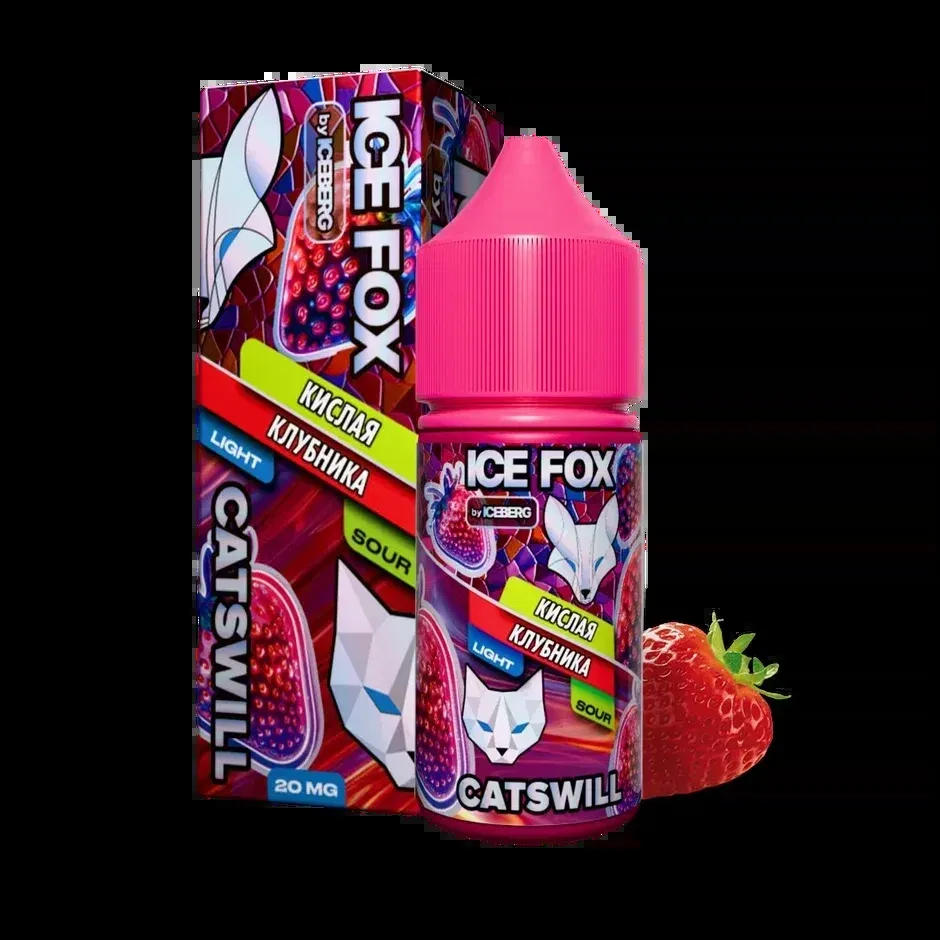 ICE FOX
by ICEBERG
КИСЛАЯ
КЛУБНИКА
LIGHT
SOUR
CATSWILL
20 MG
by
ICE FOX
by ICEBERG
КИСЛАЯ
КЛУБНИКА
LIGHT
SOUR
CATSWILL